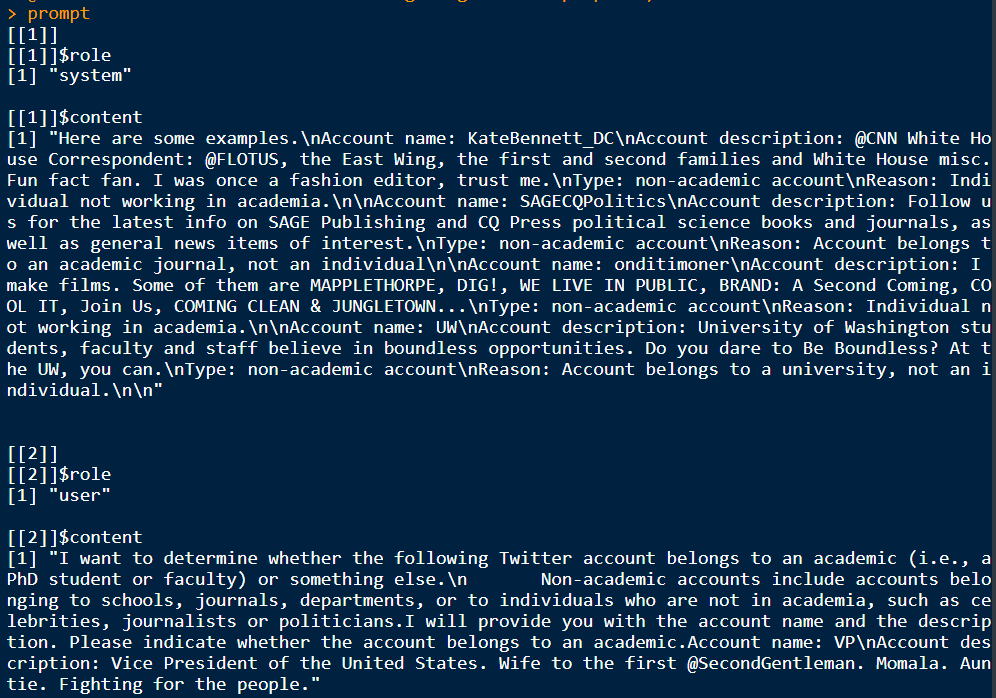 > prompt
[[1]]
[[1]]$role
[1] "system"
[[1]]$content
[1] "Here are some examples.\nAccount name: KateBennett_DC\nAccount description: @CNN White Ho
use Correspondent: @FLOTUS, the East Wing, the first and second families and White House misc.
Fun fact fan. I was once a fashion editor, trust me.\nType: non-academic account\nReason: Indi
vidual not working in academia.\n\nAccount name: SAGECQPolitics\nAccount description: Follow u
s for the latest info on SAGE Publishing and CQ Press political science books and journals, as
well as general news items of interest.\nType: non-academic account\nReason: Account belongs t
o an academic journal, not an individual\n\nAccount name: onditimoner\nAccount description: I
make films. Some of them are MAPPLETHORPE, DIG!, WE LIVE IN PUBLIC, BRAND: A Second Coming, CO
OL IT, Join Us, COMING CLEAN & JUNGLETOWN...\nType: non-academic account\nReason: Individual n
ot working in academia.\n\nAccount name: UW\nAccount description: University of Washington stu
dents, faculty and staff believe in boundless opportunities. Do you dare to Be Boundless? At t
he UW, you can.\nType: non-academic account\nReason: Account belongs to a university, not an i
ndividual.\n\n"
[[2]]
[[2]]$role
[1] "user"
[[2]]$content
[1] "I want to determine whether the following Twitter account belongs to an academic (i.e., a
PhD student or faculty) or something else.\n       Non-academic accounts include accounts belo
nging to schools, journals, departments, or to individuals who are not in academia, such as ce
lebrities, journalists or politicians.I will provide you with the account name and the descrip
tion. Please indicate whether the account belongs to an academic.Account name: VP\nAccount des
cription: Vice President of the United States. Wife to the first @SecondGentleman. Momala. Aun
tie. Fighting for the people."